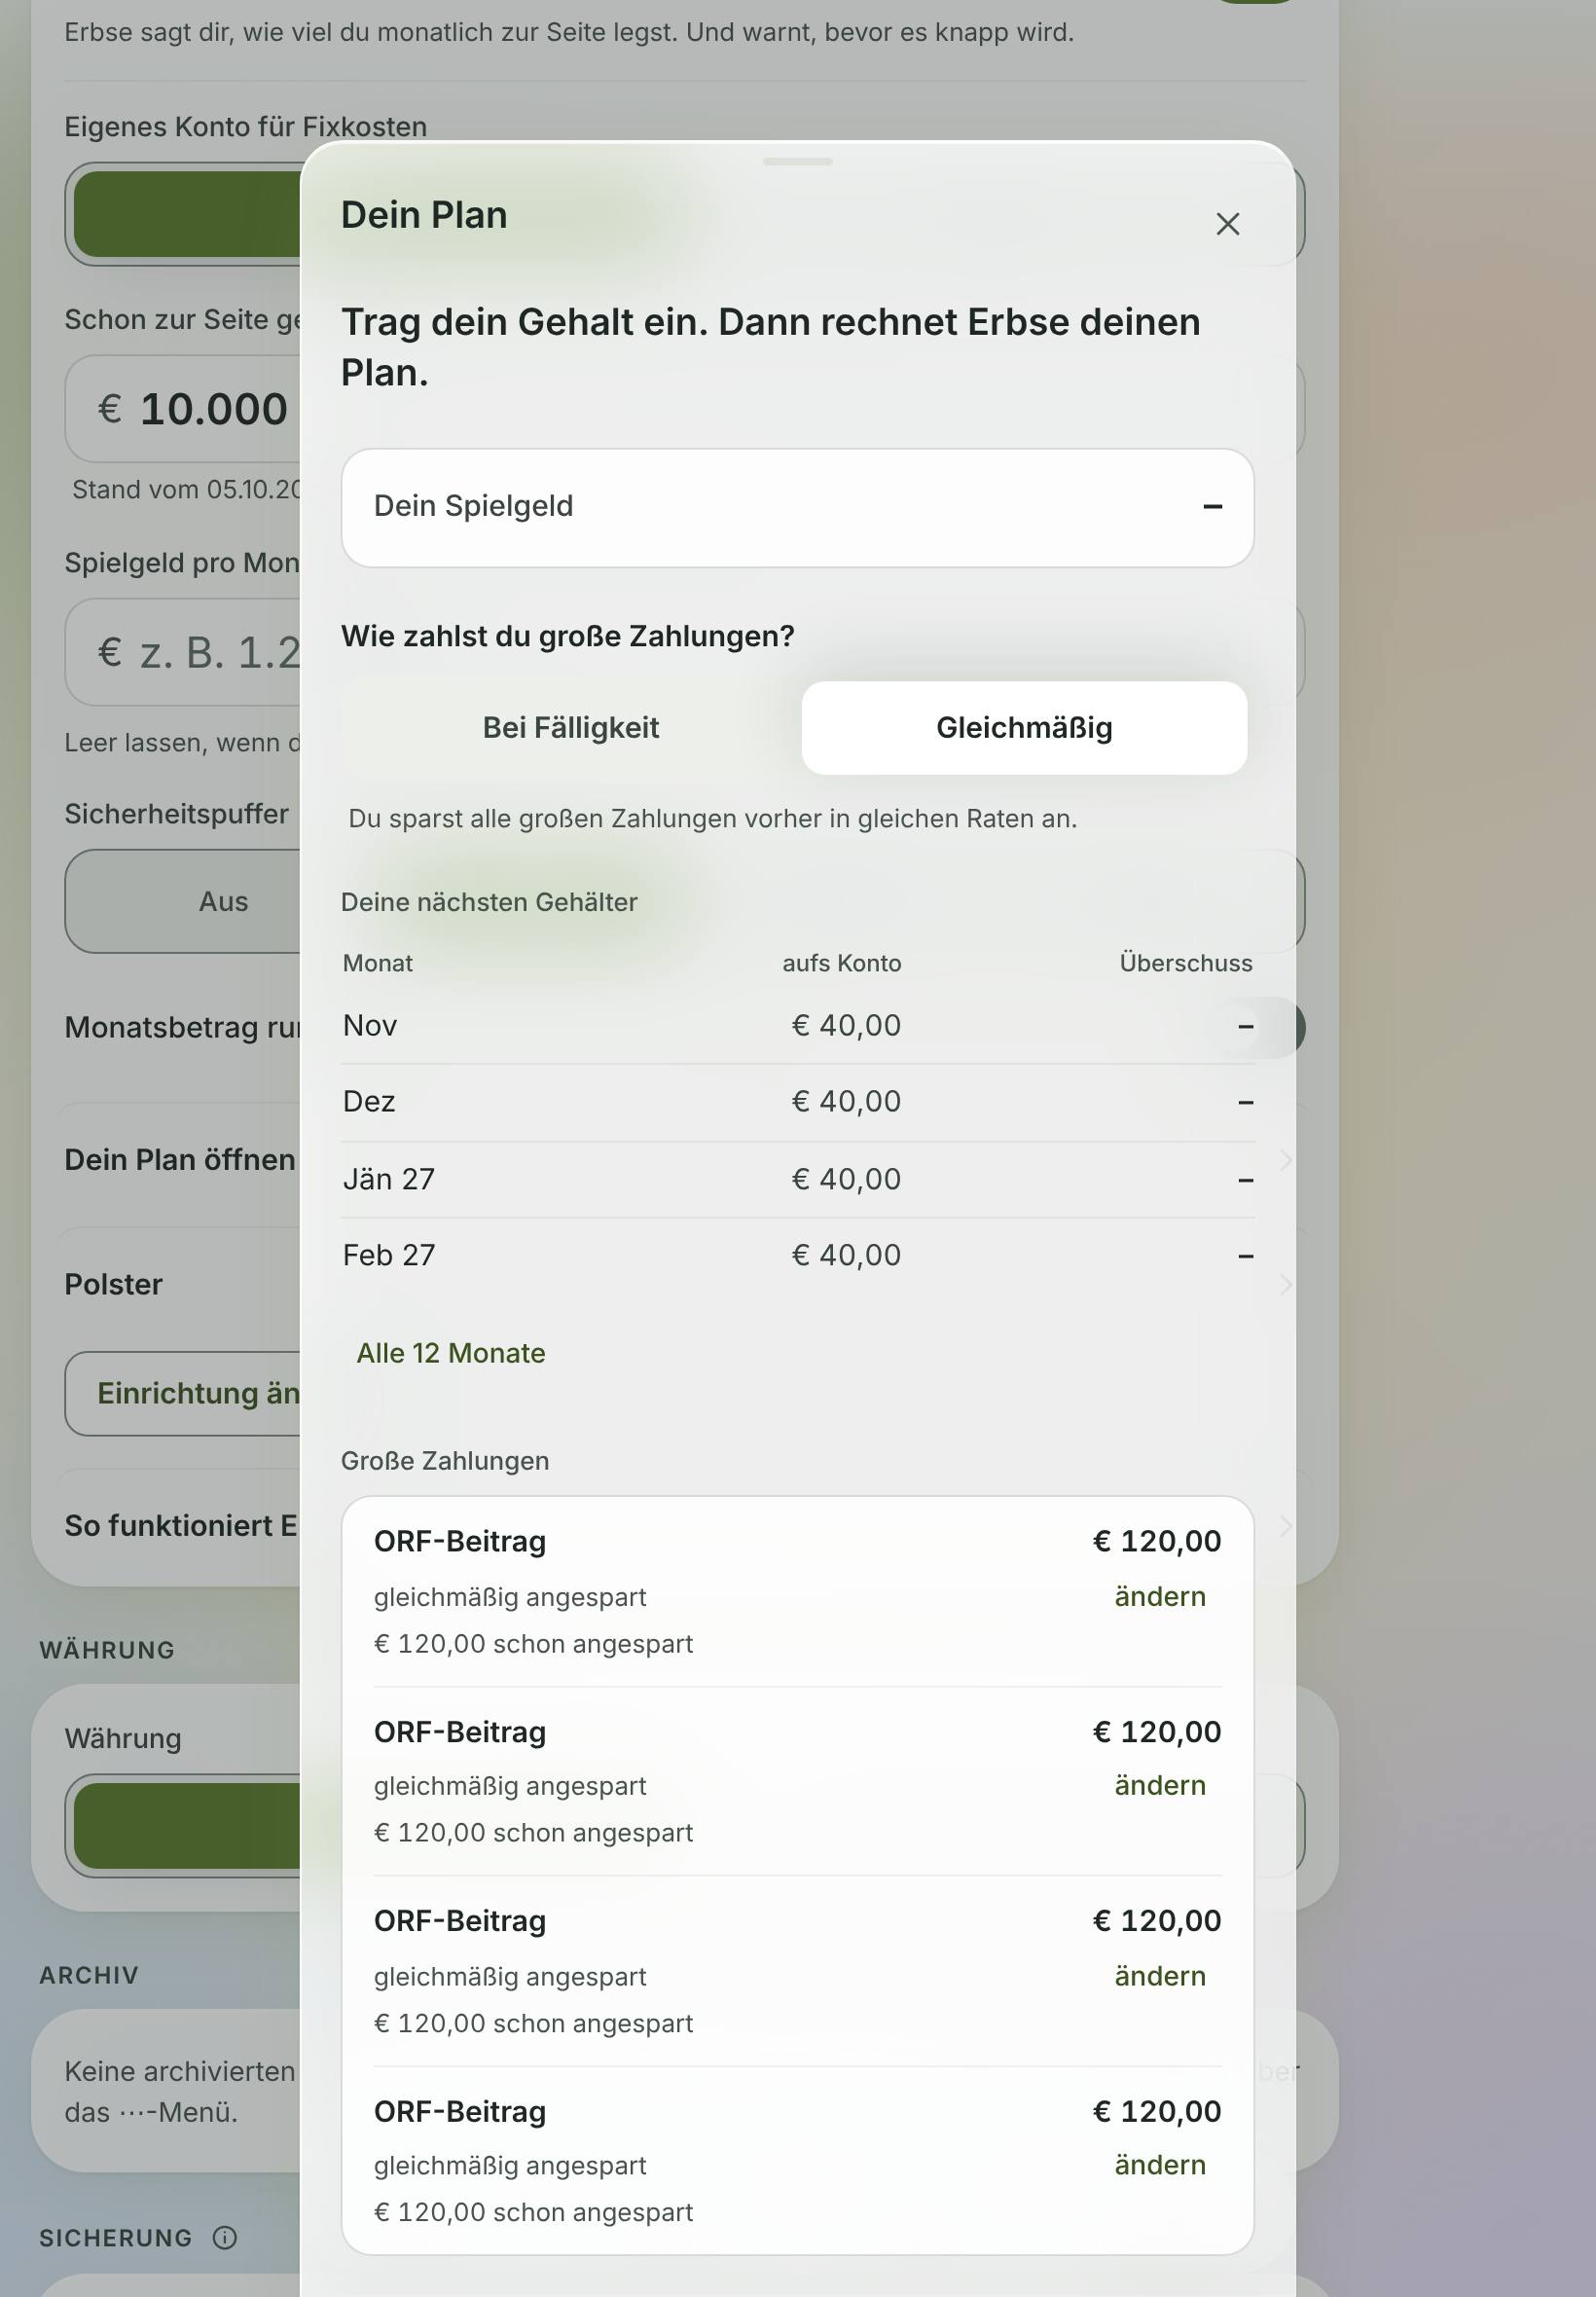 Erbse sagt dir, wie viel du monatlich zur Seite legst. Und warnt, bevor es knapp wird.
Eigenes Konto für Fixkosten
Schon zur Seite
€ 10.000
Stand vom 05.10.20
Spielgeld pro
€ z. B. 1.2
Leer lassen, wenn
Sicherheitspuffer
Aus
Monatsbetrag
Dein Plan öffnen
Polster
Einrichtung
So funktioniert
WÄHRUNG
Währung
ARCHIV
Keine archivierten
das ···-Menü.
SICHERUNG
Dein Plan
Trag dein Gehalt ein. Dann rechnet Erbse deinen
Plan.
Dein Spielgeld –
Wie zahlst du große Zahlungen?
Bei Fälligkeit Gleichmäßig
Du sparst alle großen Zahlungen vorher in gleichen Raten an.
Deine nächsten Gehälter
Monat aufs Konto Überschuss
Nov € 40,00 –
Dez € 40,00 –
Jän 27 € 40,00 –
Feb 27 € 40,00 –
Alle 12 Monate
Große Zahlungen
ORF-Beitrag € 120,00
gleichmäßig angespart ändern
€ 120,00 schon angespart
ORF-Beitrag € 120,00
gleichmäßig angespart ändern
€ 120,00 schon angespart
ORF-Beitrag € 120,00
gleichmäßig angespart ändern
€ 120,00 schon angespart
ORF-Beitrag € 120,00
gleichmäßig angespart ändern
€ 120,00 schon angespart